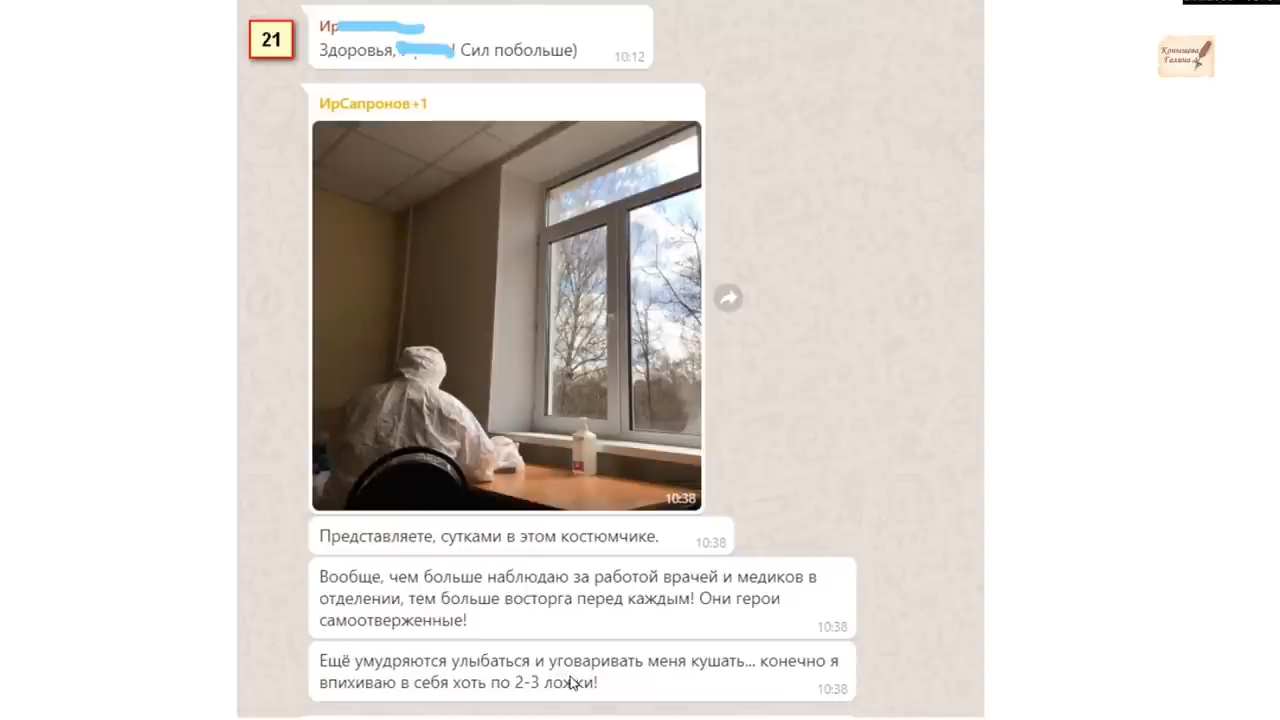 21
Ир
Здоровья, ! Сил побольше)
10:12
Конышева
Галина
ИрСапронов+1
10:38
Представляете, сутками в этом костюмчике.
10:38
Вообще, чем больше наблюдаю за работой врачей и медиков в
отделении, тем больше восторга перед каждым! Они герои
самоотверженные!
10:38
Ещё умудряются улыбаться и уговаривать меня кушать... конечно я
впихиваю в себя хоть по 2-3 ложки!
10:38